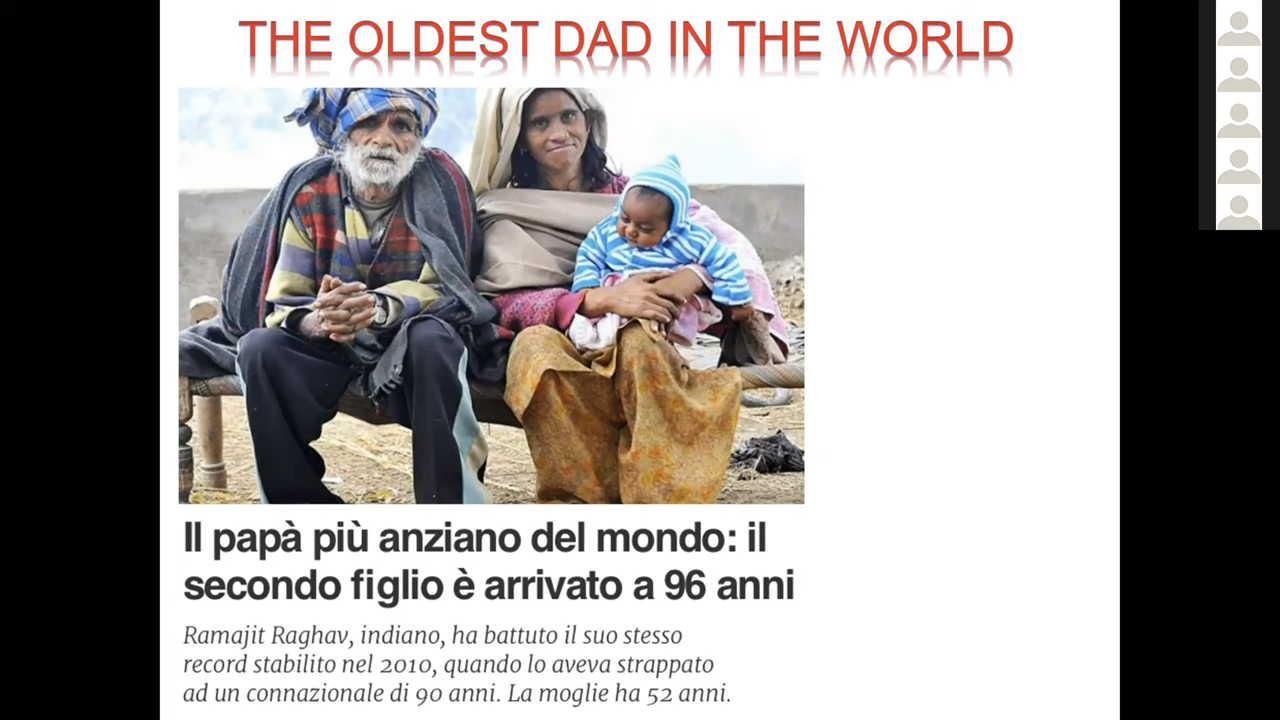 THE OLDEST DAD IN THE WORLD
Il papà più anziano del mondo: il
secondo figlio è arrivato a 96 anni
Ramajit Raghav, indiano, ha battuto il suo stesso
record stabilito nel 2010, quando lo aveva strappato
ad un connazionale di 90 anni. La moglie ha 52 anni.